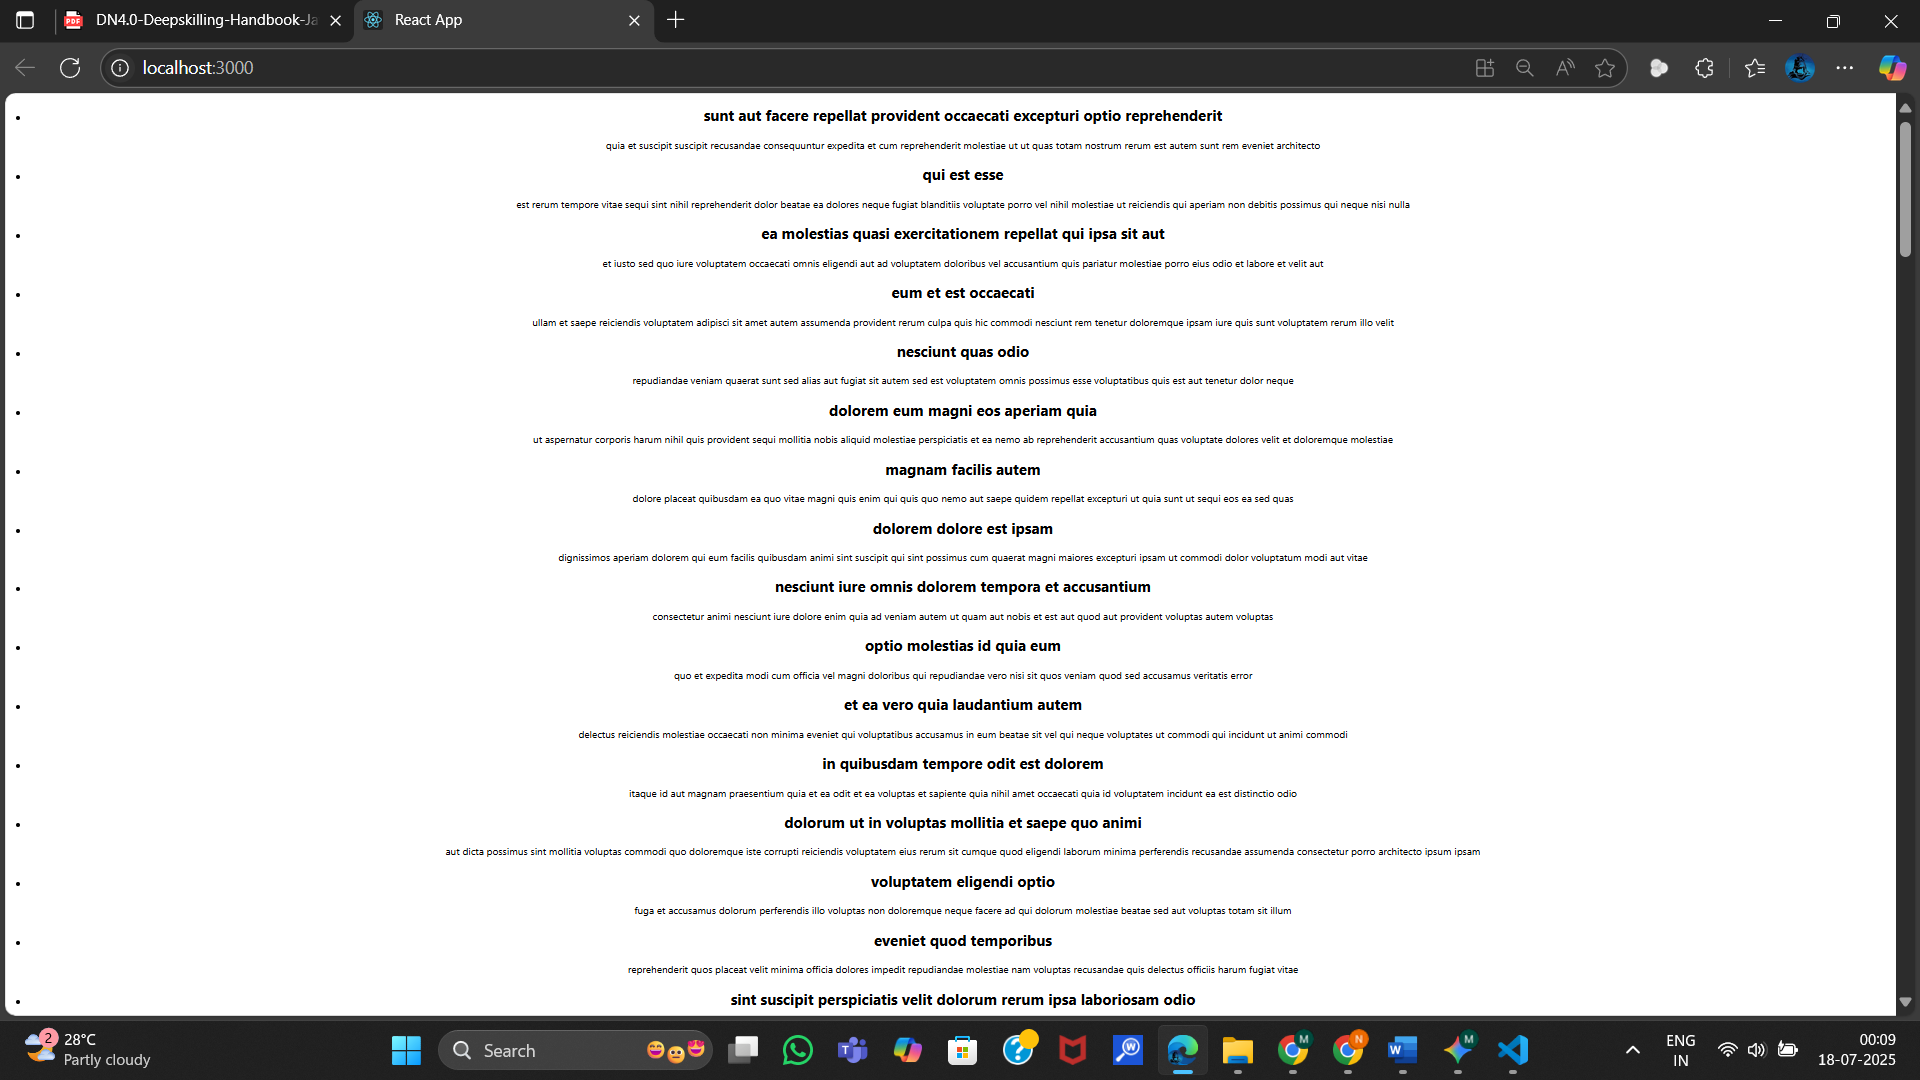 DN4.0-Deepskilling-Handbook-Ja
React App
localhost:3000
sunt aut facere repellat provident occaecati excepturi optio reprehenderit
quia et suscipit suscipit recusandae consequuntur expedita et cum reprehenderit molestiae ut ut quas totam nostrum rerum est autem sunt rem eveniet architecto
qui est esse
est rerum tempore vitae sequi sint nihil reprehenderit dolor beatae ea dolores neque fugiat blanditiis voluptate porro vel nihil molestiae ut reiciendis qui aperiam non debitis possimus qui neque nisi nulla
ea molestias quasi exercitationem repellat qui ipsa sit aut
et iusto sed quo iure voluptatem occaecati omnis eligendi aut ad voluptatem doloribus vel accusantium quis pariatur molestiae porro eius odio et labore et velit aut
eum et est occaecati
ullam et saepe reiciendis voluptatem adipisci sit amet autem assumenda provident rerum culpa quis hic commodi nesciunt rem tenetur doloremque ipsam iure quis sunt voluptatem rerum illo velit
nesciunt quas odio
repudiandae veniam quaerat sunt sed alias aut fugiat sit autem sed est voluptatem omnis possimus esse voluptatibus quis est aut tenetur dolor neque
dolorem eum magni eos aperiam quia
ut aspernatur corporis harum nihil quis provident sequi mollitia nobis aliquid molestiae perspiciatis et ea nemo ab reprehenderit accusantium quas voluptate dolores velit et doloremque molestiae
magnam facilis autem
dolore placeat quibusdam ea quo vitae magni quis enim qui quis quo nemo aut saepe quidem repellat excepturi ut quia sunt ut sequi eos ea sed quas
dolorem dolore est ipsam
dignissimos aperiam dolorem qui eum facilis quibusdam animi sint suscipit qui sint possimus cum quaerat magni maiores excepturi ipsam ut commodi dolor voluptatum modi aut vitae
nesciunt iure omnis dolorem tempora et accusantium
consectetur animi nesciunt iure dolore enim quia ad veniam autem ut quam aut nobis et est aut quod aut provident voluptas autem voluptas
optio molestias id quia eum
quo et expedita modi cum officia vel magni doloribus qui repudiandae vero nisi sit quos veniam quod sed accusamus veritatis error
et ea vero quia laudantium autem
delectus reiciendis molestiae occaecati non minima eveniet qui voluptatibus accusamus in eum beatae sit vel qui neque voluptates ut commodi qui incidunt ut animi commodi
in quibusdam tempore odit est dolorem
itaque id aut magnam praesentium quia et ea odit et ea voluptas et sapiente quia nihil amet occaecati quia id voluptatem incidunt ea est distinctio odio
dolorum ut in voluptas mollitia et saepe quo animi
aut dicta possimus sint mollitia voluptas commodi quo doloremque iste corrupti reiciendis voluptatem eius rerum sit cumque quod eligendi laborum minima perferendis recusandae assumenda consectetur porro architecto ipsum ipsam
voluptatem eligendi optio
fuga et accusamus dolorum perferendis illo voluptas non doloremque neque facere ad qui dolorum molestiae beatae sed aut voluptas totam sit illum
eveniet quod temporibus
reprehenderit quos placeat velit minima officia dolores impedit repudiandae molestiae nam voluptas recusandae quis delectus officiis harum fugiat vitae
sint suscipit perspiciatis velit dolorum rerum ipsa laboriosam odio
2
28°C
Partly cloudy
Search
ENG
IN
00:09
18-07-2025